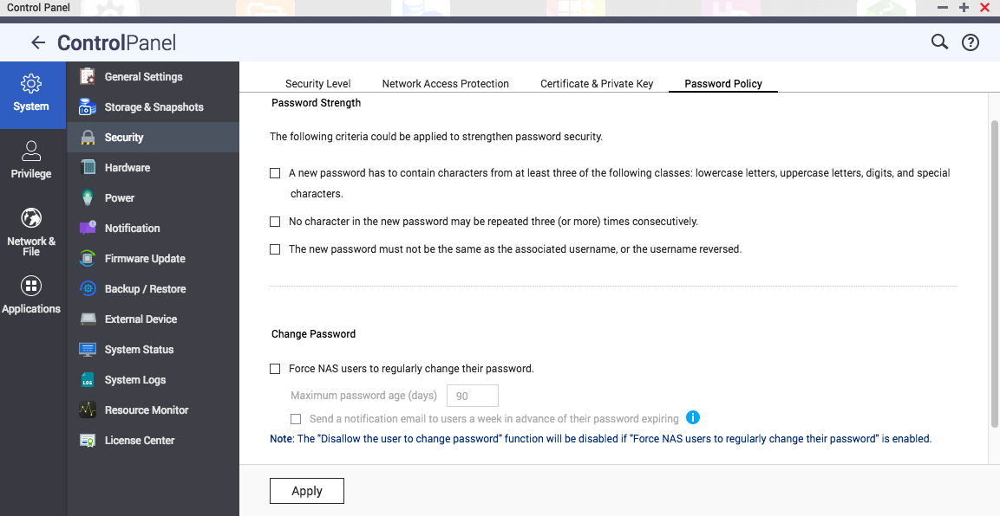 Control Panel
ControlPanel
System
Privilege
Network &
File
Applications
General Settings
Storage & Snapshots
Security
Hardware
Power
Notification
Firmware Update
Backup / Restore
External Device
System Status
System Logs
Resource Monitor
License Center
Security Level
Network Access Protection
Certificate & Private Key
Password Policy
Password Strength
The following criteria could be applied to strengthen password security.
A new password has to contain characters from at least three of the following classes: lowercase letters, uppercase letters, digits, and special
characters.
No character in the new password may be repeated three (or more) times consecutively.
The new password must not be the same as the associated username, or the username reversed.
Change Password
Force NAS users to regularly change their password.
Maximum password age (days) 90
Send a notification email to users a week in advance of their password expiring
Note: The "Disallow the user to change password" function will be disabled if "Force NAS users to regularly change their password" is enabled.
Apply